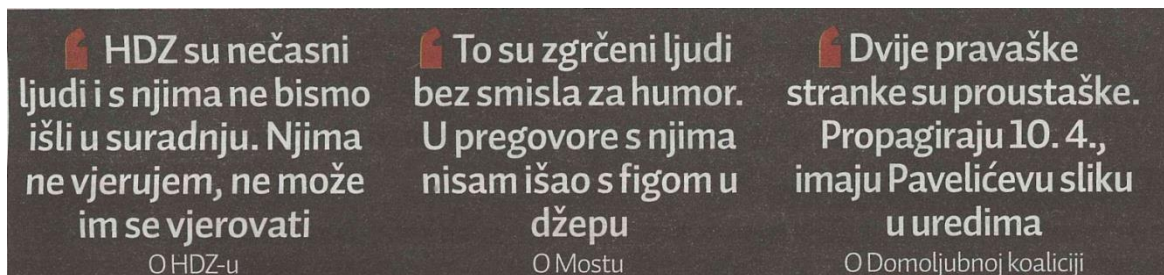 HDZ su nečasni
ljudi i s njima ne bismo
išli u suradnju. Njima
ne vjerujem, ne može
im se vjerovati
O HDZ-u
To su zgrčeni ljudi
bez smisla za humor.
U pregovore s njima
nisam išao s figom u
džepu
O Mostu
Dvije pravaške
stranke su proustaške.
Propagiraju 10. 4.,
imaju Pavelićevu sliku
u uredima
O Domoljubnoj koaliciji